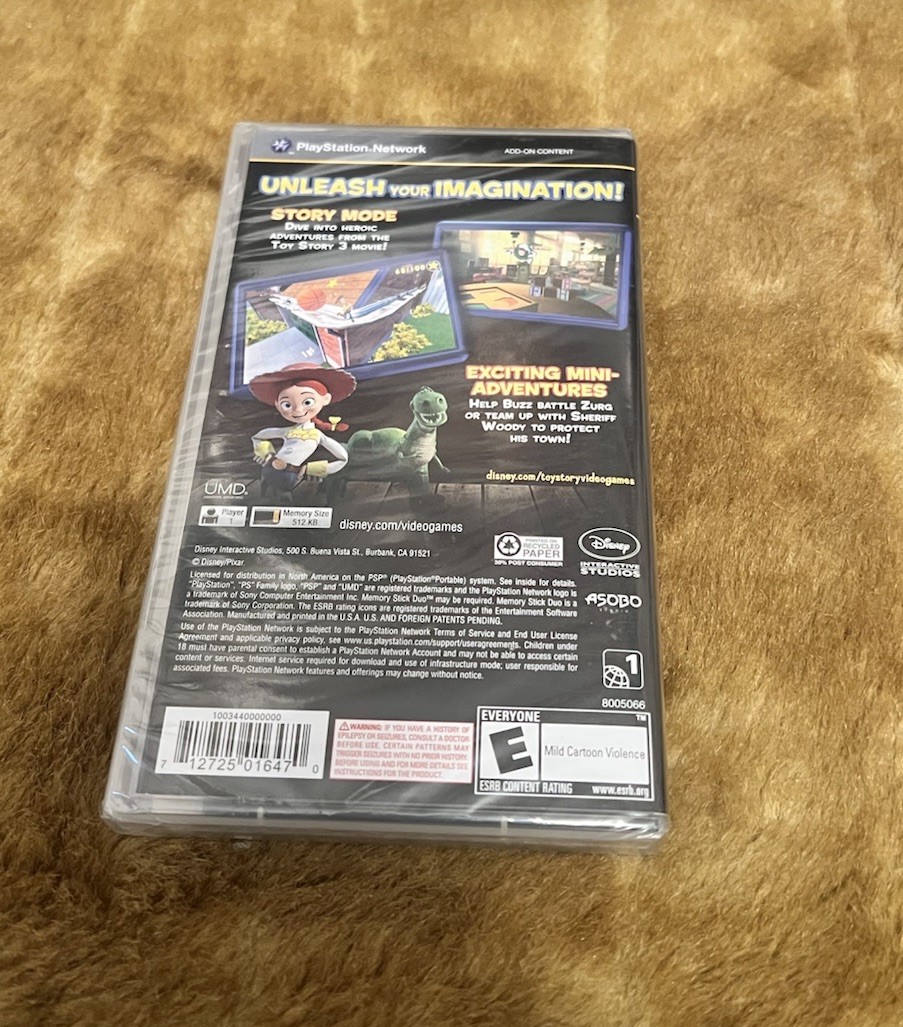 PlayStation®Network
ADD-ON CONTENT
UNLEASH YOUR IMAGINATION!
STORY MODE
DIVE INTO HEROIC
ADVENTURES FROM THE
TOY STORY 3 MOVIE!
EXCITING MINI-
ADVENTURES
HELP BUZZ BATTLE ZURG
OR TEAM UP WITH SHERIFF
WOODY TO PROTECT
HIS TOWN!
disney.com/toystoryvideogames
UMD
Player
1
Memory Size
512 KB
disney.com/videogames
PRINTED ON
RECYCLED
PAPER
30% POST CONSUMER
Disney
INTERACTIVE
STUDIOS
ASOBO
Disney Interactive Studios, 500 S. Buena Vista St., Burbank, CA 91521
© Disney/Pixar.
Licensed for distribution in North America on the PSP® (PlayStation®Portable) system. See inside for details.
"PlayStation", "PS" Family logo, "PSP" and "UMD" are registered trademarks and the PlayStation Network logo is
a trademark of Sony Computer Entertainment Inc. Memory Stick Duo™ may be required. Memory Stick Duo is a
trademark of Sony Corporation. The ESRB rating icons are registered trademarks of the Entertainment Software
Association. Manufactured and printed in the U.S.A. U.S. AND FOREIGN PATENTS PENDING.
Use of the PlayStation Network is subject to the PlayStation Network Terms of Service and End User License
Agreement and applicable privacy policy, see www.us.playstation.com/support/useragreements. Children under
18 must have parental consent to establish a PlayStation Network Account and may not be able to access certain
content or services. Internet service required for download and use of infrastructure mode; user responsible for
associated fees. PlayStation Network features and offerings may change without notice.
1
8005066
1003440000000
7 12725 01647 0
WARNING: IF YOU HAVE A HISTORY OF
EPILEPSY OR SEIZURES, CONSULT A DOCTOR
BEFORE USE. CERTAIN PATTERNS MAY
TRIGGER SEIZURES WITH NO PRIOR HISTORY.
BEFORE USING AND FOR MORE DETAILS SEE
INSTRUCTIONS FOR THE PRODUCT.
EVERYONE
TM
E
Mild Cartoon Violence
ESRB CONTENT RATING
www.esrb.org